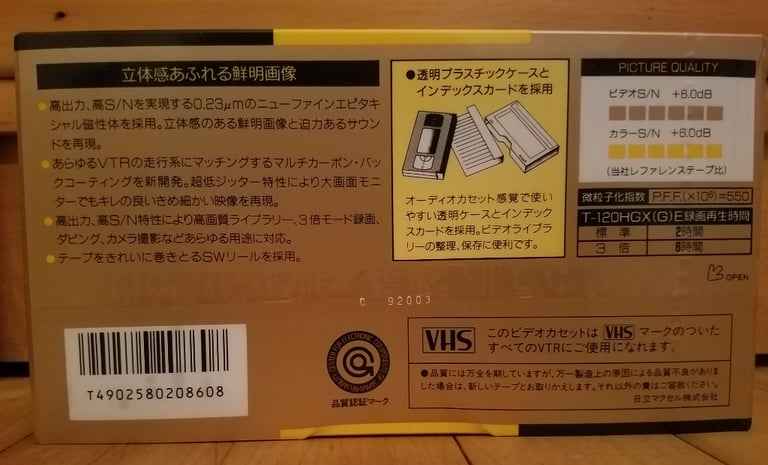 立体感あふれる鮮明画像
●高出力、高S/Nを実現する0.23μmのニューファインエピタキ
シャル磁性体を採用。立体感のある鮮明画像と迫力あるサウン
ドを再現。
●あらゆるVTRの走行系にマッチングするマルチカーボン・バッ
クコーティングを新開発。超低ジッター特性により大画面モニ
ターでもキレの良いきめ細かい映像を再現。
●高出力、高S/N特性により高画質ライブラリー、3倍モード録画、
ダビング、カメラ撮影などあらゆる用途に対応。
●テープをきれいに巻きとるSWリールを採用。
●透明プラスチックケースと
インデックスカードを採用
オーディオカセット感覚で使い
やすい透明ケースとインデック
スカードを採用。ビデオライブラ
リーの整理、保存に便利です。
PICTURE QUALITY
ビデオS/N +6.0dB
カラーS/N +6.0dB
(当社レファレンステープ比)
微粒子化指数 P.F.F.(×10⁶)=550
T-120HGX(G)E録画再生時間
標準 2時間
3倍 6時間
OPEN
C 92003
T4902580208608
品質認証マーク
VHS このビデオカセットは VHS マークのついた
すべてのVTRにご使用になれます。
●品質には万全を期していますが、万一製造上の原因による品質不良がありま
した場合は、新しいテープとお取りかえします。それ以外の責はご容赦ください。
日立マクセル株式会社